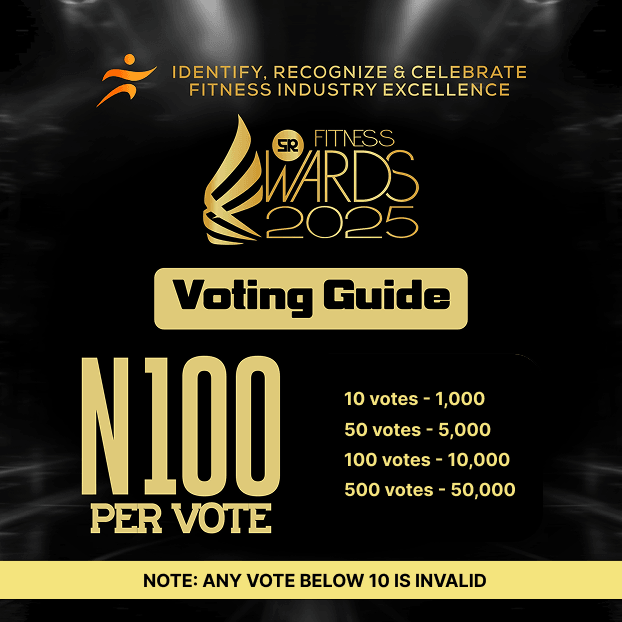 IDENTIFY, RECOGNIZE & CELEBRATE
FITNESS INDUSTRY EXCELLENCE
SR FITNESS
AWARDS
2025
Voting Guide
N100
PER VOTE
10 votes - 1,000
50 votes - 5,000
100 votes - 10,000
500 votes - 50,000
NOTE: ANY VOTE BELOW 10 IS INVALID